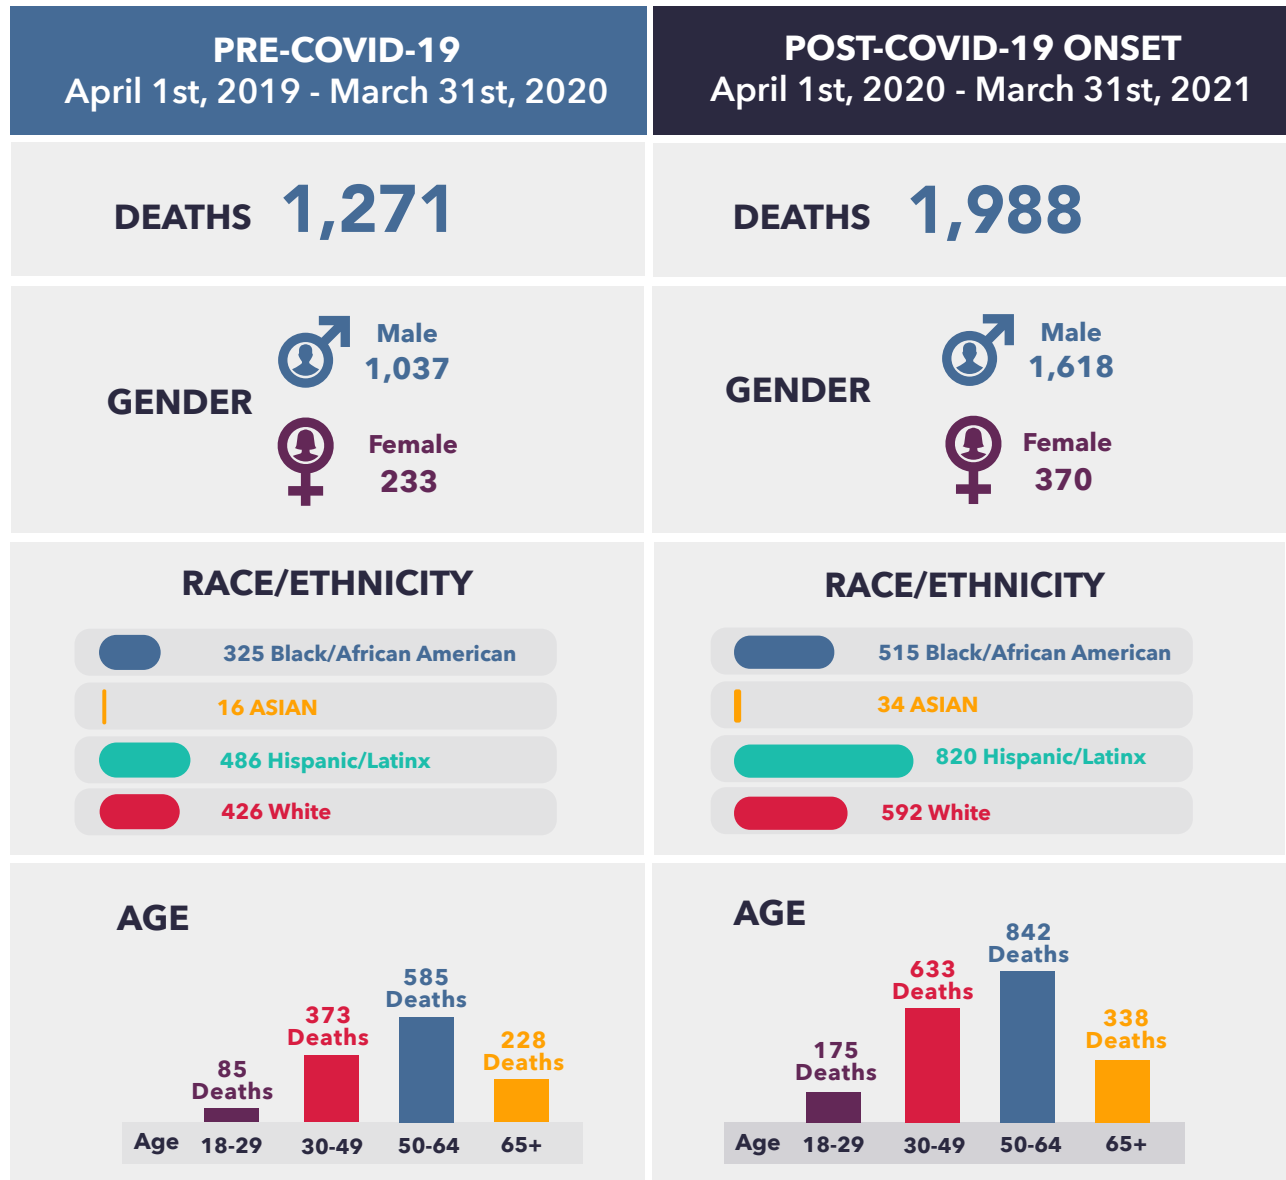 PRE-COVID-19
April 1st, 2019 - March 31st, 2020
DEATHS 1,271
GENDER
Male
1,037
Female
233
RACE/ETHNICITY
325 Black/African American
16 ASIAN
486 Hispanic/Latinx
426 White
AGE
85
Deaths
373
Deaths
585
Deaths
228
Deaths
Age 18-29 30-49 50-64 65+
POST-COVID-19 ONSET
April 1st, 2020 - March 31st, 2021
DEATHS 1,988
GENDER
Male
1,618
Female
370
RACE/ETHNICITY
515 Black/African American
34 ASIAN
820 Hispanic/Latinx
592 White
AGE
175
Deaths
633
Deaths
842
Deaths
338
Deaths
Age 18-29 30-49 50-64 65+